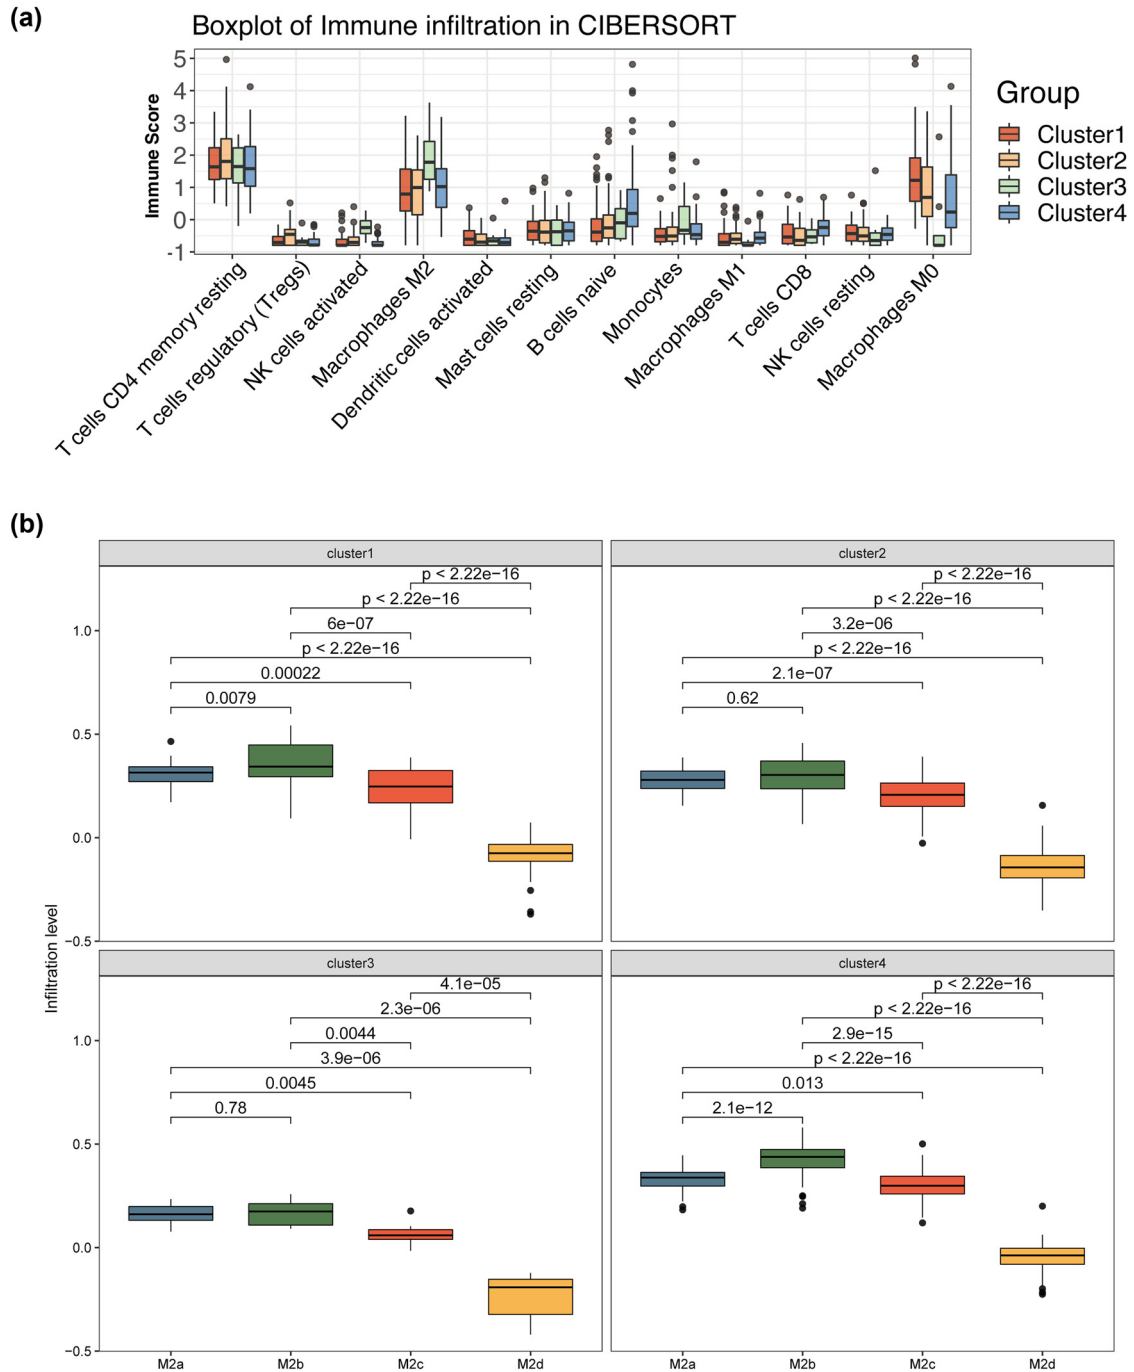 (a)
Boxplot of Immune infiltration in CIBERSORT
Immune Score
5
4
3
2
1
0
-1
T cells CD4 memory resting
T cells regulatory (Tregs)
NK cells activated
Macrophages M2
Dendritic cells activated
Mast cells resting
B cells naive
Monocytes
Macrophages M1
T cells CD8
NK cells resting
Macrophages M0
Group
Cluster1
Cluster2
Cluster3
Cluster4
(b)
Infiltration level
cluster1
1.0
0.5
0.0
−0.5
p < 2.22e−16
p < 2.22e−16
6e−07
p < 2.22e−16
0.00022
0.0079
cluster2
p < 2.22e−16
p < 2.22e−16
3.2e−06
p < 2.22e−16
2.1e−07
0.62
cluster3
1.0
0.5
0.0
−0.5
4.1e−05
2.3e−06
0.0044
3.9e−06
0.0045
0.78
M2a M2b M2c M2d
cluster4
p < 2.22e−16
p < 2.22e−16
2.9e−15
p < 2.22e−16
0.013
2.1e−12
M2a M2b M2c M2d